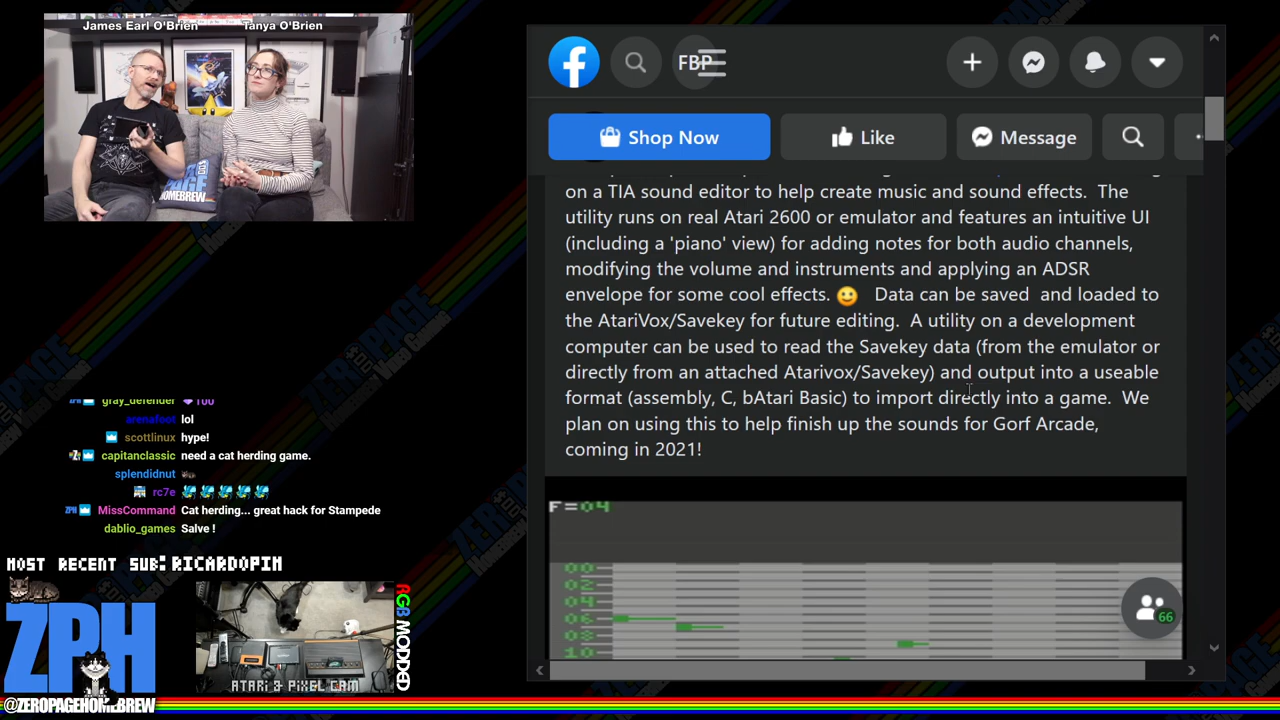 James Earl O'Brien
Tanya O'Brien
FBP
Shop Now
Like
Message
on a TIA sound editor to help create music and sound effects. The
utility runs on real Atari 2600 or emulator and features an intuitive UI
(including a 'piano' view) for adding notes for both audio channels,
modifying the volume and instruments and applying an ADSR
envelope for some cool effects. 🙂 Data can be saved and loaded to
the AtariVox/Savekey for future editing. A utility on a development
computer can be used to read the Savekey data (from the emulator or
directly from an attached Atarivox/Savekey) and output into a useable
format (assembly, C, bAtari Basic) to import directly into a game. We
plan on using this to help finish up the sounds for Gorf Arcade,
coming in 2021!
F=04
00
02
04
06
08
10
66
gray_defender 100
arenafoot lol
scottlinux hype!
capitanclassic need a cat herding game.
splendidnut
rc7e
MissCommand Cat herding... great hack for Stampede
dablio_games Salve !
MOST RECENT SUB: RICARDOPIM
ZPH
RGB MODDED
ATARI & PIXEL CAM
@ZEROPAGEHOMEBREW